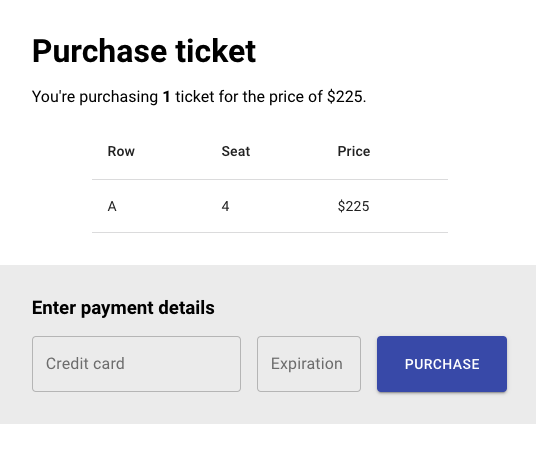 Purchase ticket
You're purchasing 1 ticket for the price of $225.
Row Seat Price
A 4 $225
Enter payment details
Credit card Expiration PURCHASE